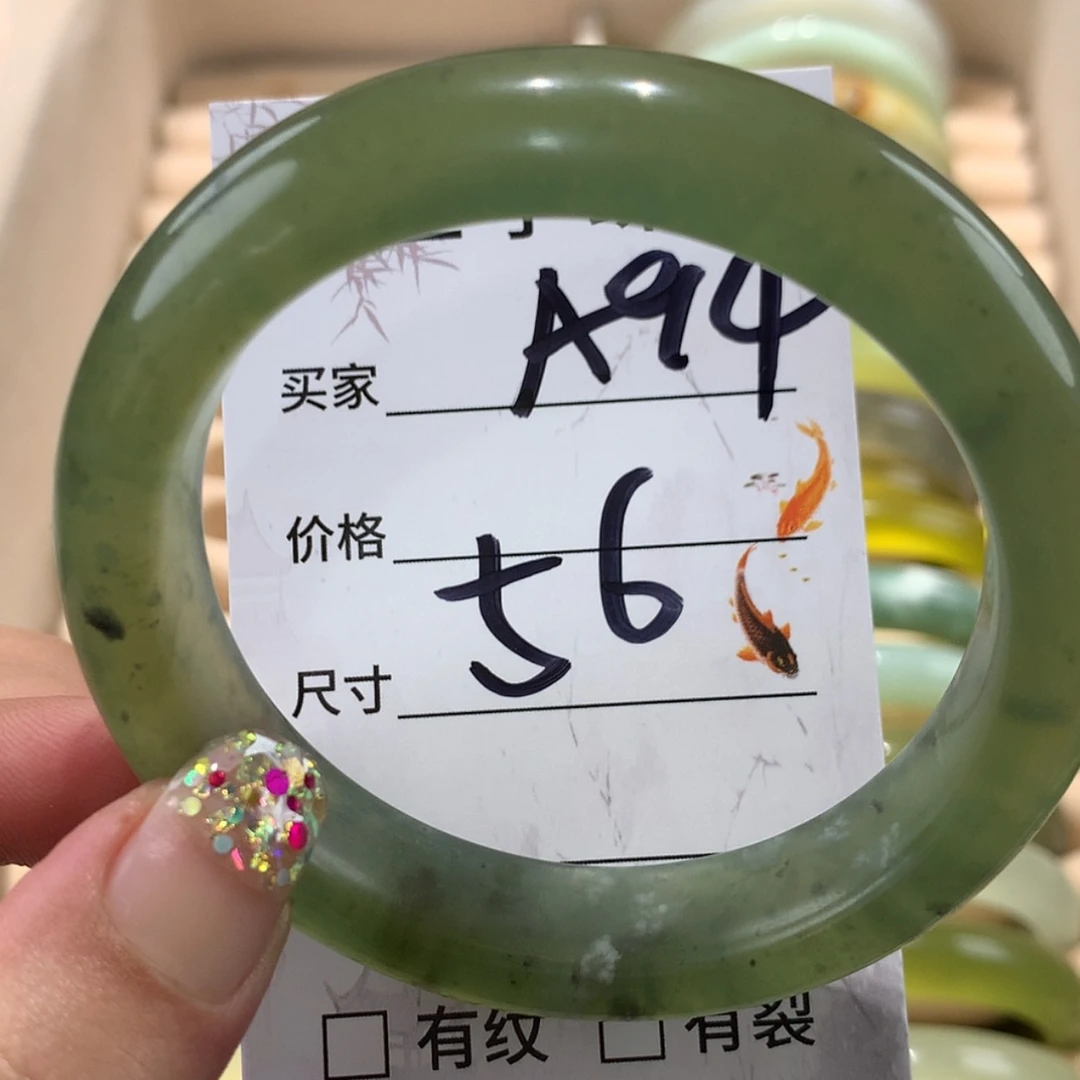 买家 A94
价格
尺寸 56
有纹 有裂